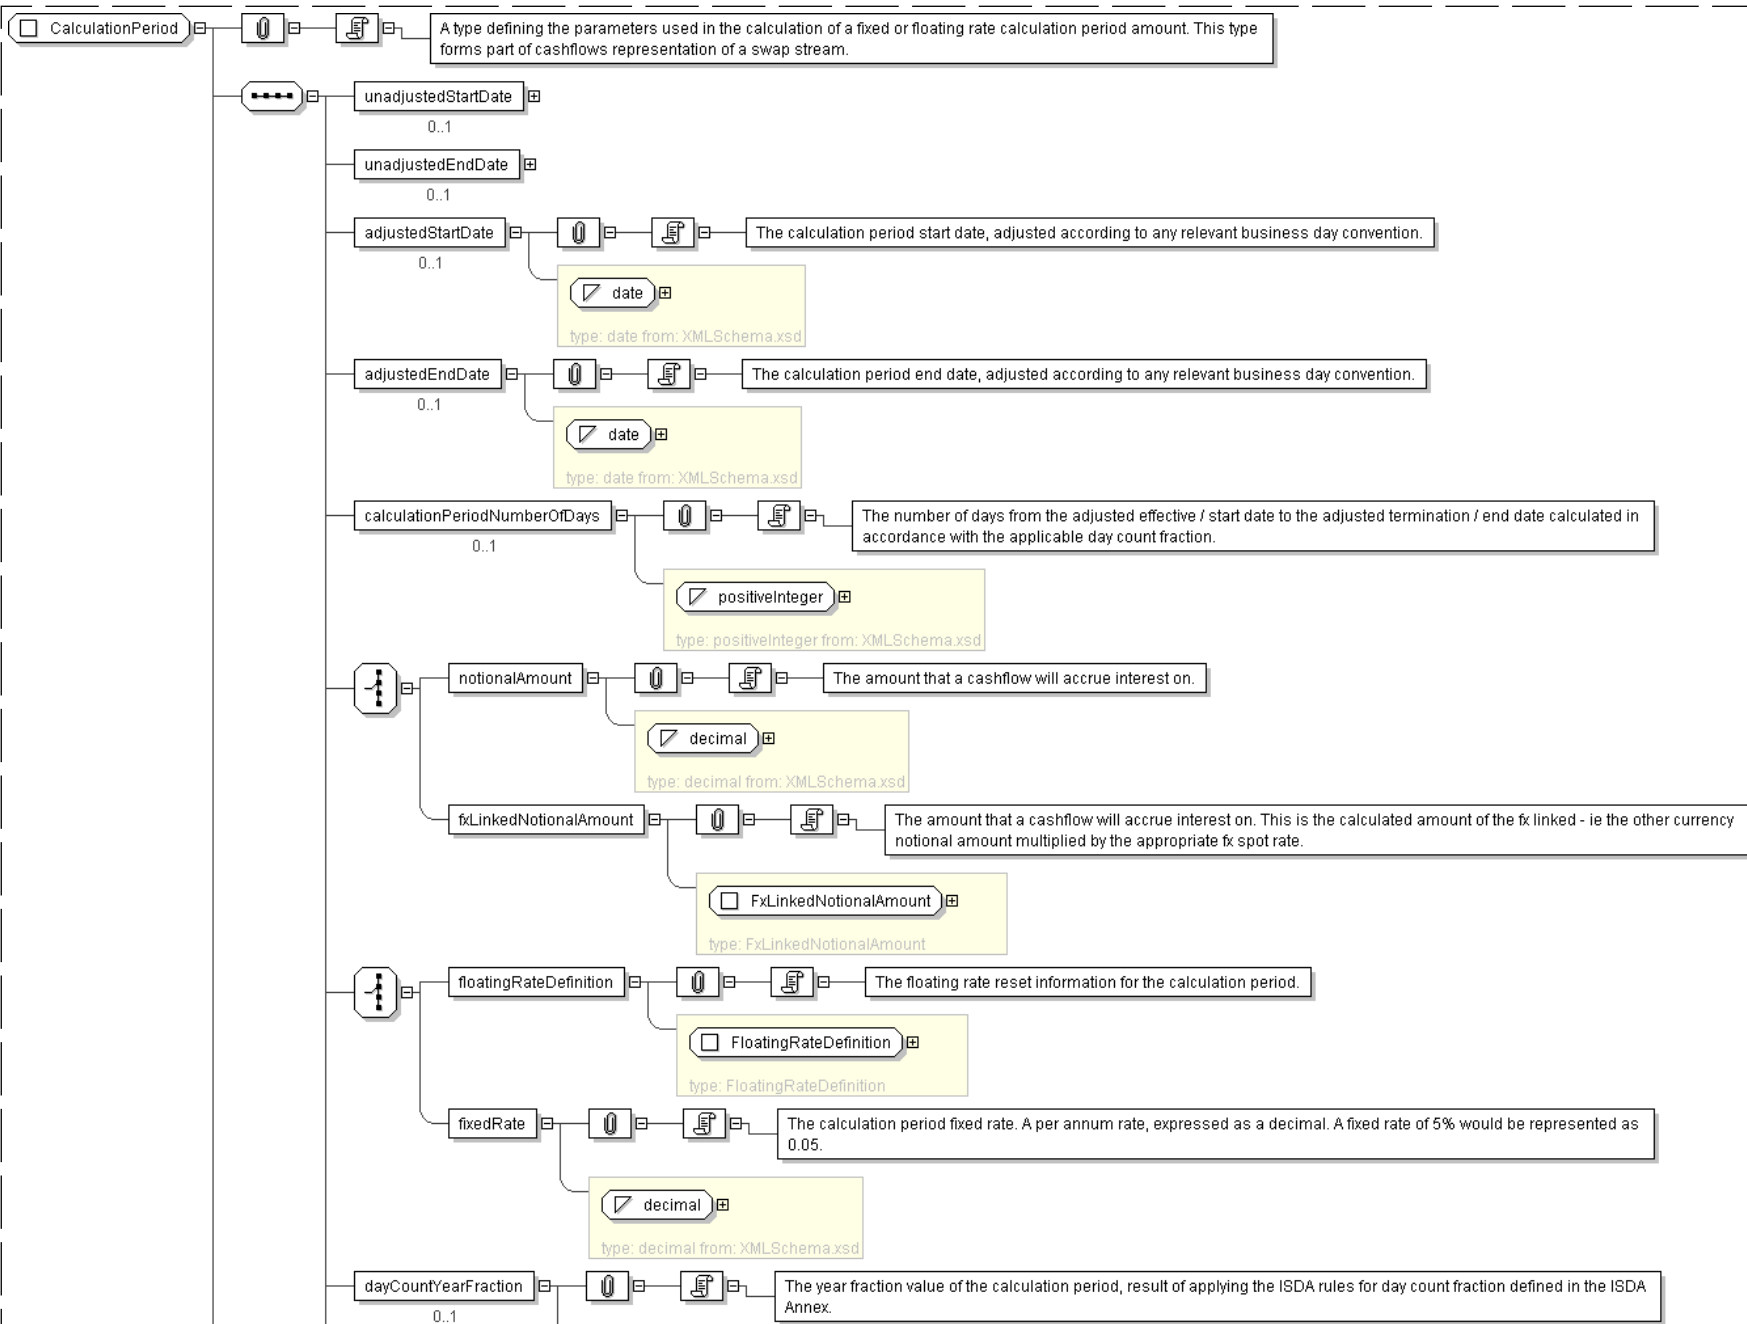 CalculationPeriod
A type defining the parameters used in the calculation of a fixed or floating rate calculation period amount. This type
forms part of cashflows representation of a swap stream.
unadjustedStartDate
0..1
unadjustedEndDate
0..1
adjustedStartDate
The calculation period start date, adjusted according to any relevant business day convention.
0..1
date
type: date from: XMLSchema.xsd
adjustedEndDate
The calculation period end date, adjusted according to any relevant business day convention.
0..1
date
type: date from: XMLSchema.xsd
calculationPeriodNumberOfDays
The number of days from the adjusted effective / start date to the adjusted termination / end date calculated in
accordance with the applicable day count fraction.
0..1
positiveInteger
type: positiveInteger from: XMLSchema.xsd
notionalAmount
The amount that a cashflow will accrue interest on.
decimal
type: decimal from: XMLSchema.xsd
fxLinkedNotionalAmount
The amount that a cashflow will accrue interest on. This is the calculated amount of the fx linked - ie the other currency
notional amount multiplied by the appropriate fx spot rate.
FxLinkedNotionalAmount
type: FxLinkedNotionalAmount
floatingRateDefinition
The floating rate reset information for the calculation period.
FloatingRateDefinition
type: FloatingRateDefinition
fixedRate
The calculation period fixed rate. A per annum rate, expressed as a decimal. A fixed rate of 5% would be represented as
0.05.
decimal
type: decimal from: XMLSchema.xsd
dayCountYearFraction
The year fraction value of the calculation period, result of applying the ISDA rules for day count fraction defined in the ISDA
Annex.
0..1